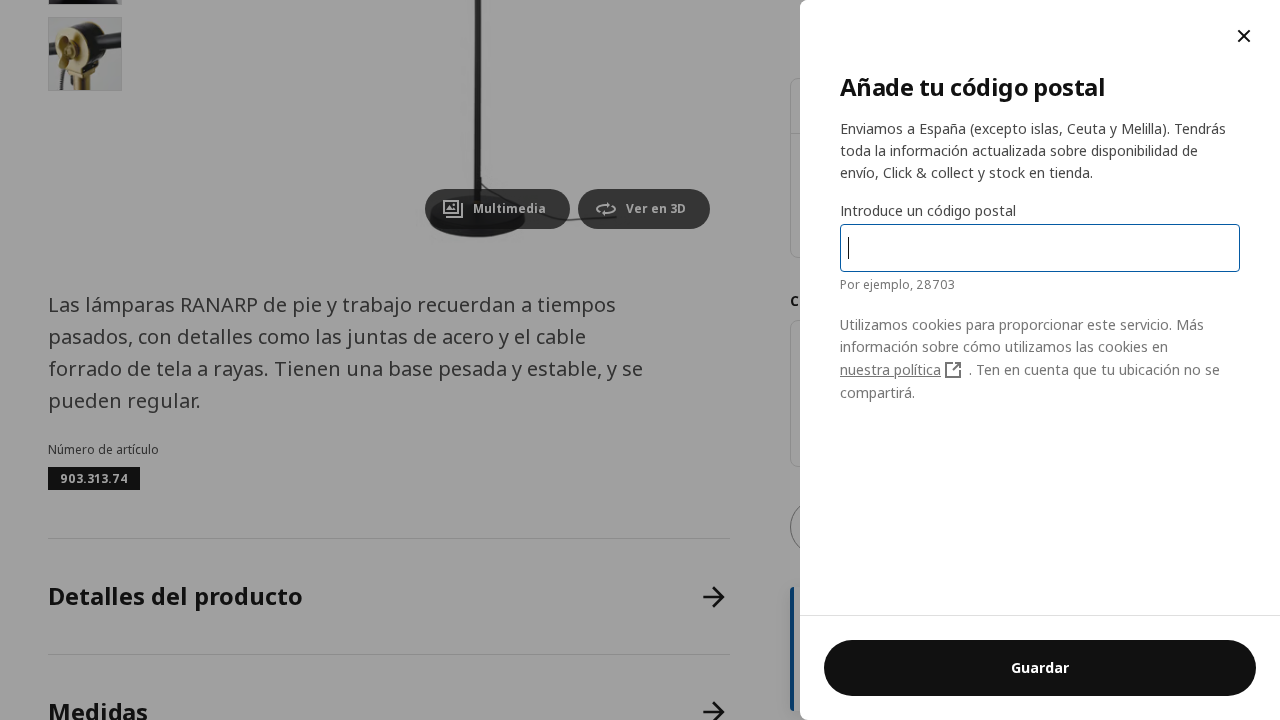 Multimedia
Ver en 3D
Las lámparas RANARP de pie y trabajo recuerdan a tiempos
pasados, con detalles como las juntas de acero y el cable
forrado de tela a rayas. Tienen una base pesada y estable, y se
pueden regular.
Número de artículo
903.313.74
Detalles del producto
Medidas
Añade tu código postal
Enviamos a España (excepto islas, Ceuta y Melilla). Tendrás
toda la información actualizada sobre disponibilidad de
envío, Click & collect y stock en tienda.
Introduce un código postal
Por ejemplo, 28703
Utilizamos cookies para proporcionar este servicio. Más
información sobre cómo utilizamos las cookies en
nuestra política . Ten en cuenta que tu ubicación no se
compartirá.
Guardar